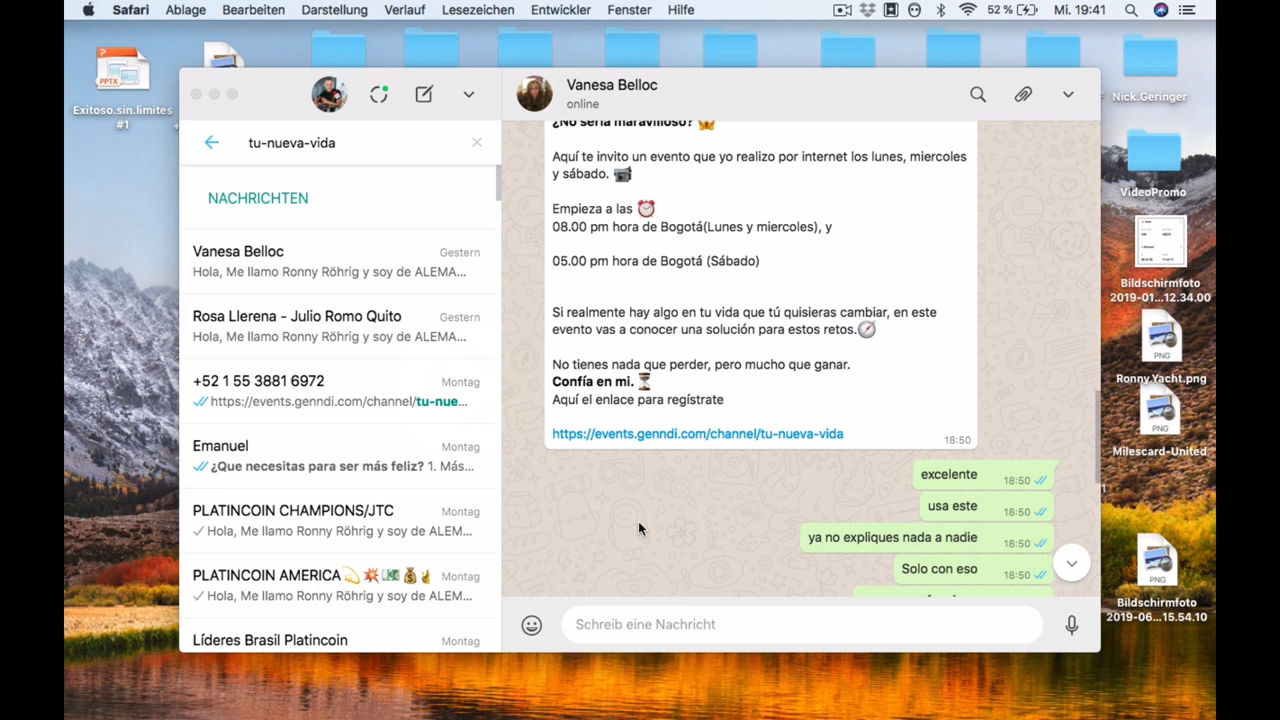 Safari Ablage Bearbeiten Darstellung Verlauf Lesezeichen Entwickler Fenster Hilfe 52 % Mi. 19:41
PPTX
Exitoso.sin.limites
#1
Nick.Geringer
VideoPromo
Bildschirmfoto
2019-01...12.34.00
PNG
Ronny.Yacht.png
PNG
Milescard-United
PNG
Bildschirmfoto
2019-06...15.54.10
tu-nueva-vida
NACHRICHTEN
Vanesa Belloc Gestern
Hola, Me llamo Ronny Röhrig y soy de ALEMA...
Rosa Llerena - Julio Romo Quito Gestern
Hola, Me llamo Ronny Röhrig y soy de ALEMA...
+52 1 55 3881 6972 Montag
https://events.genndi.com/channel/tu-nue...
Emanuel Montag
¿Que necesitas para ser más feliz? 1. Más...
PLATINCOIN CHAMPIONS/JTC Montag
Hola, Me llamo Ronny Röhrig y soy de ALEM...
PLATINCOIN AMERICA💫💥💵💰✌ Montag
Hola, Me llamo Ronny Röhrig y soy de ALEM...
Líderes Brasil Platincoin Montag
Vanesa Belloc
online
¿No sería maravilloso? 🦋
Aquí te invito un evento que yo realizo por internet los lunes, miercoles
y sábado. 📹
Empieza a las ⏰
08.00 pm hora de Bogotá(Lunes y miercoles), y
05.00 pm hora de Bogotá (Sábado)
Si realmente hay algo en tu vida que tú quisieras cambiar, en este
evento vas a conocer una solución para estos retos.🧭
No tienes nada que perder, pero mucho que ganar.
Confía en mi. ⏳
Aquí el enlace para regístrate
https://events.genndi.com/channel/tu-nueva-vida
18:50
excelente 18:50
usa este 18:50
ya no expliques nada a nadie 18:50
Solo con eso 18:50
Schreib eine Nachricht